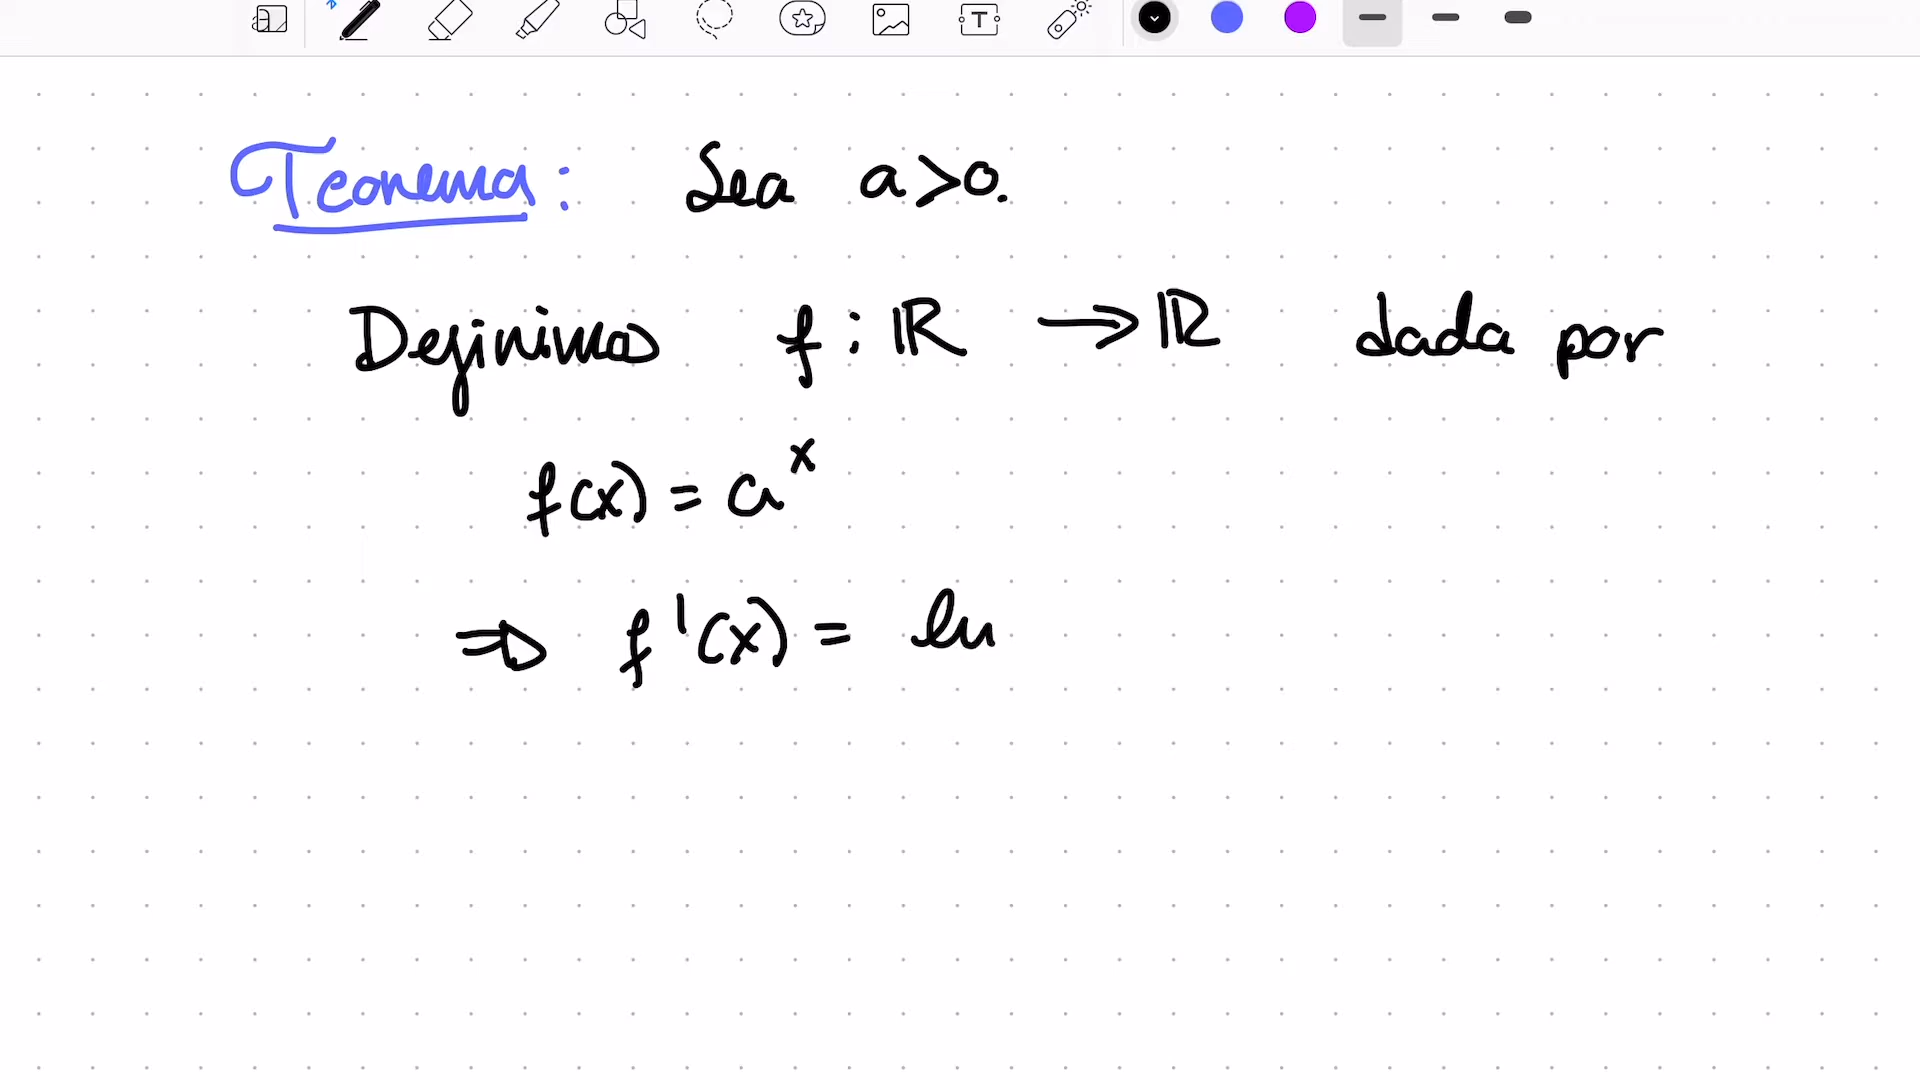 Teorema: Sea a>0.
Definimos f: ℝ → ℝ dada por
f(x) = a^x
⇒ f'(x) = ln